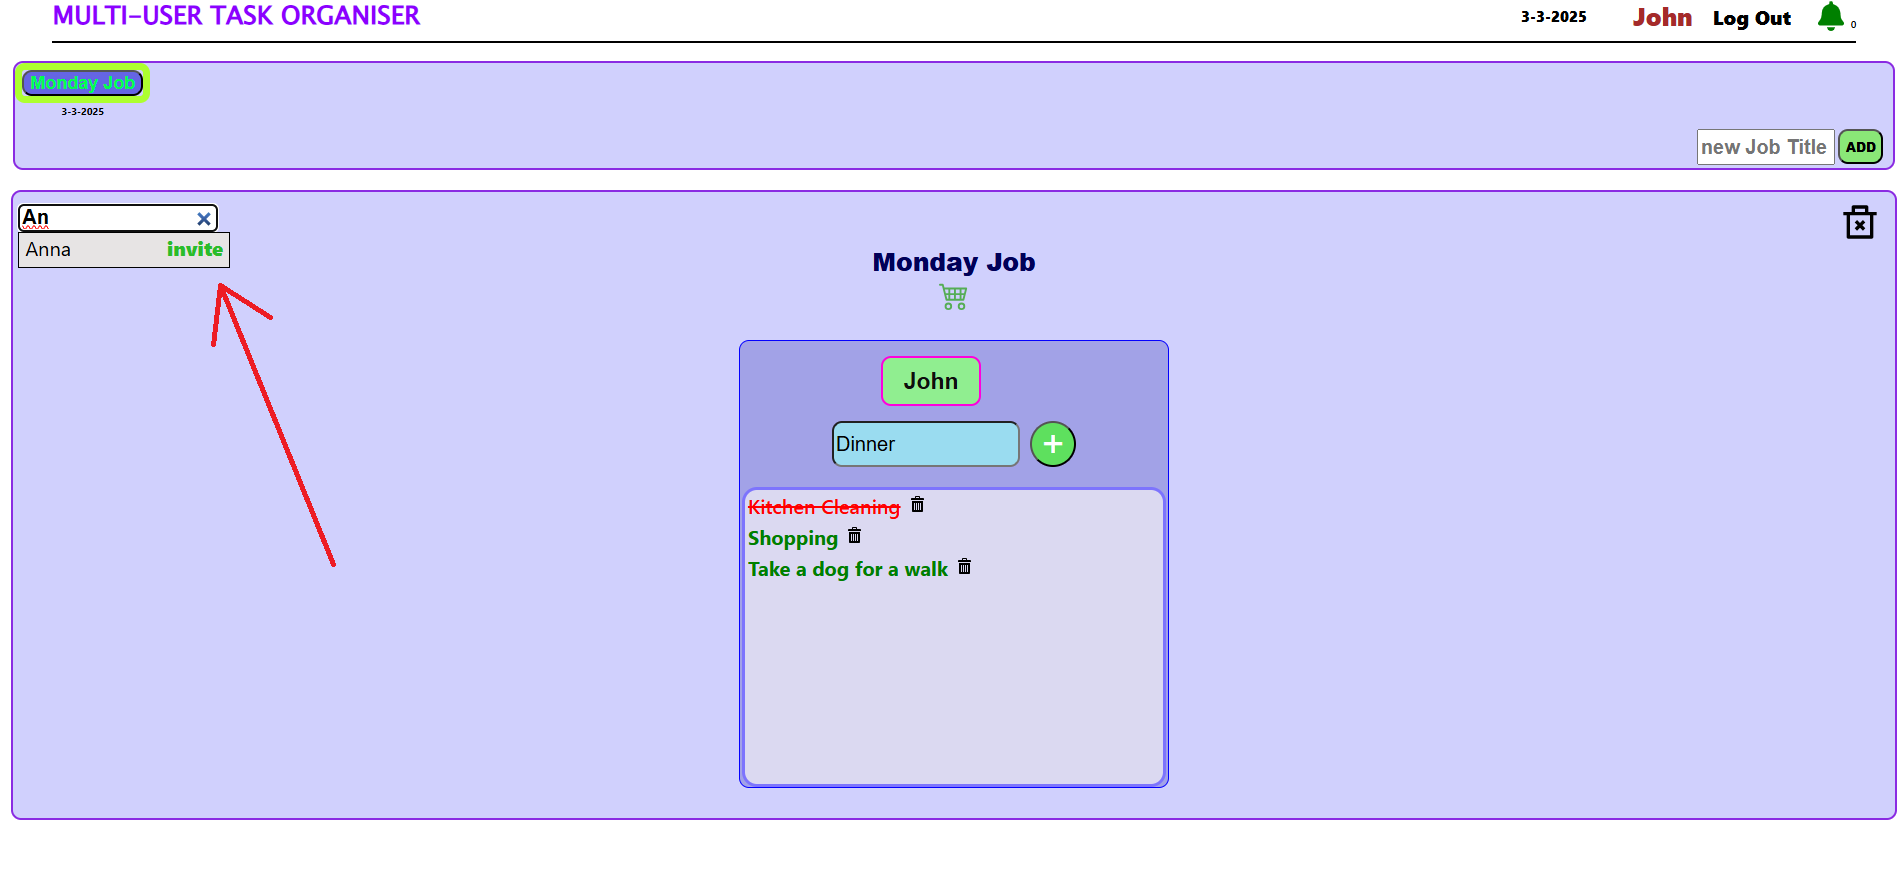 MULTI-USER TASK ORGANISER
3-3-2025 John Log Out 0
Monday Job
3-3-2025
new Job Title ADD
An
Anna invite
Monday Job
John
Dinner
Kitchen Cleaning
Shopping
Take a dog for a walk